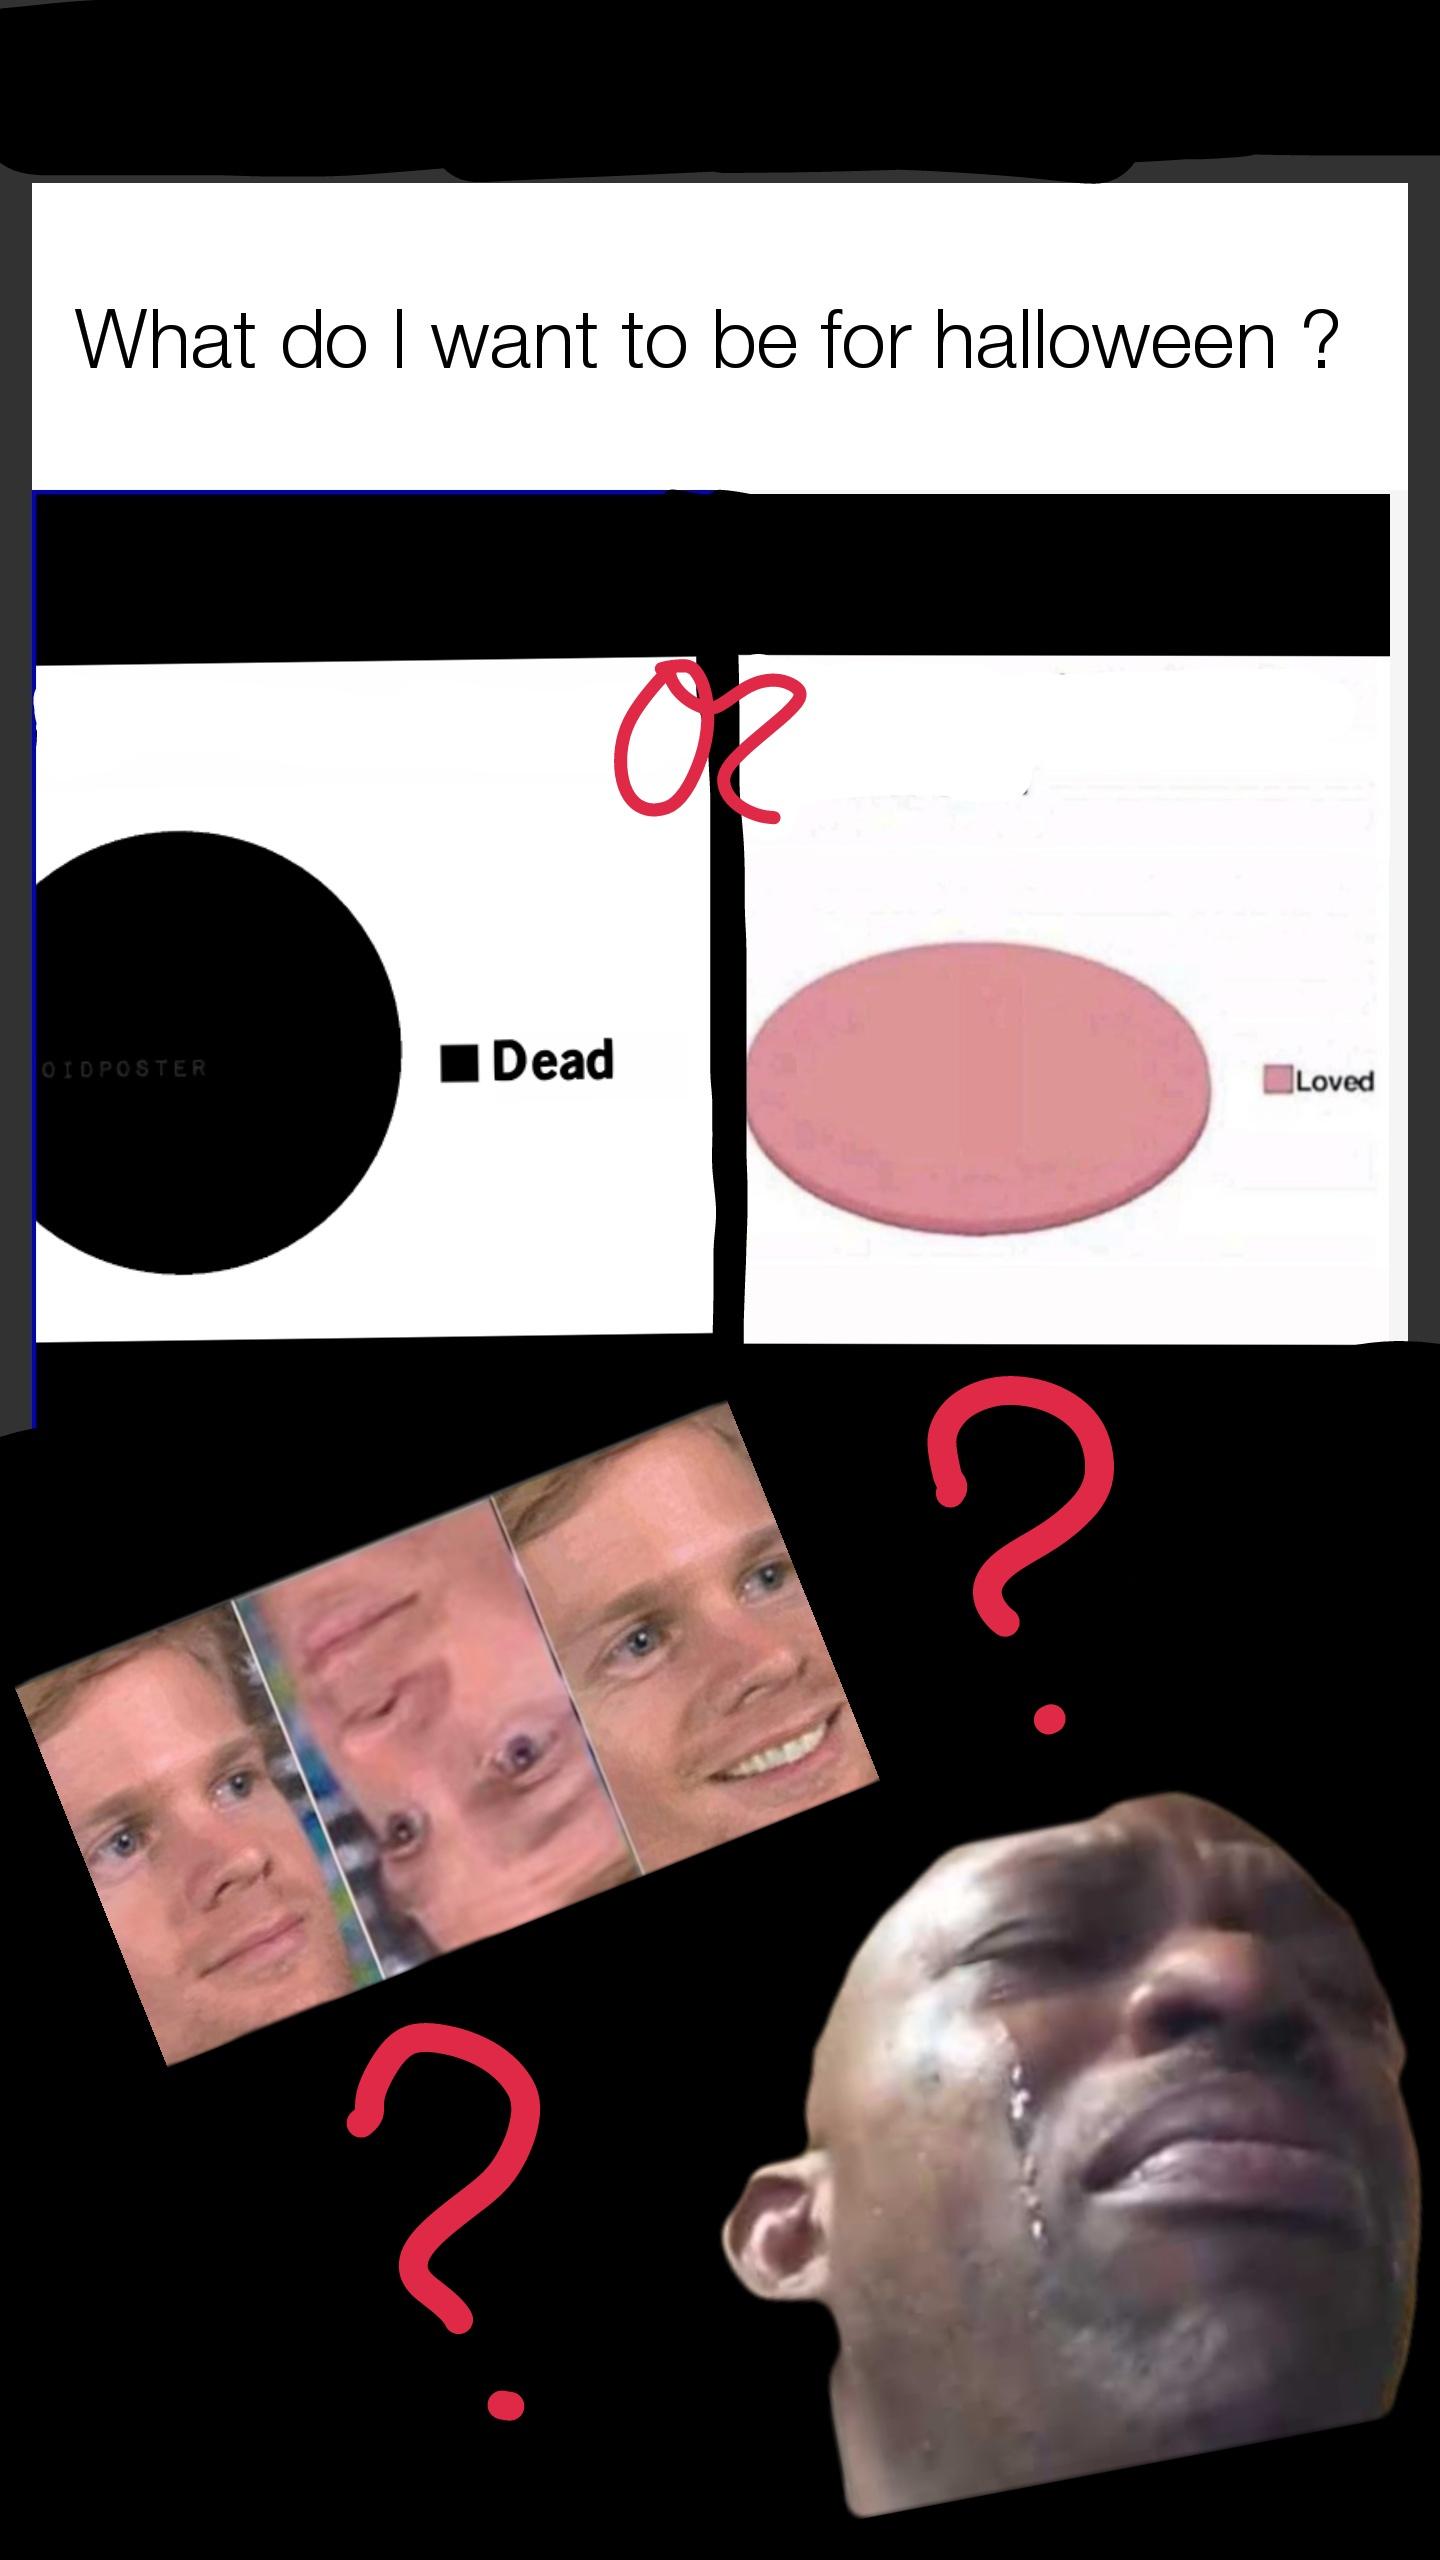 What do I want to be for halloween ?
Or
OIDPOSTER
Dead
Loved
?
?